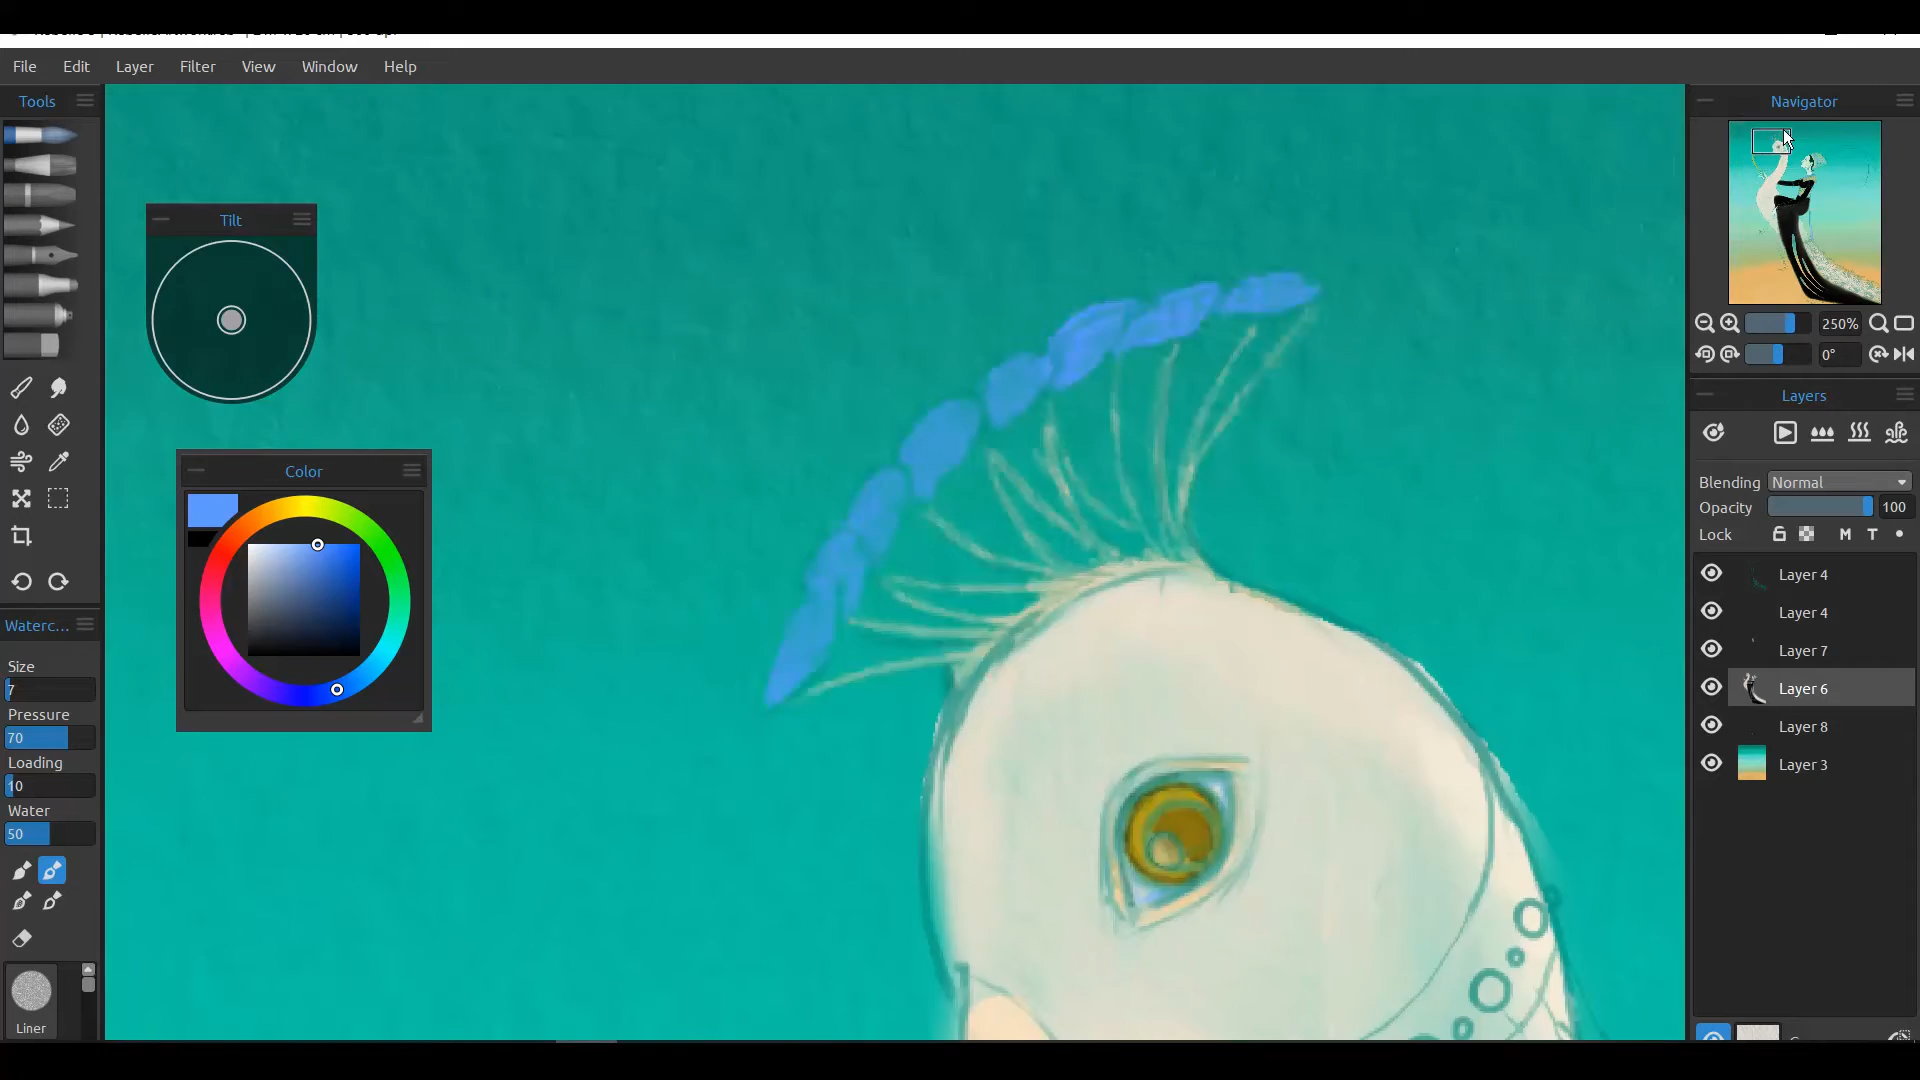 File Edit Layer Filter View Window Help
Tools
Tilt
Color
Waterc...
Size
7
Pressure
70
Loading
10
Water
50
Liner
Navigator
250%
0°
Layers
Blending Normal
Opacity 100
Lock M T
Layer 4
Layer 4
Layer 7
Layer 6
Layer 8
Layer 3